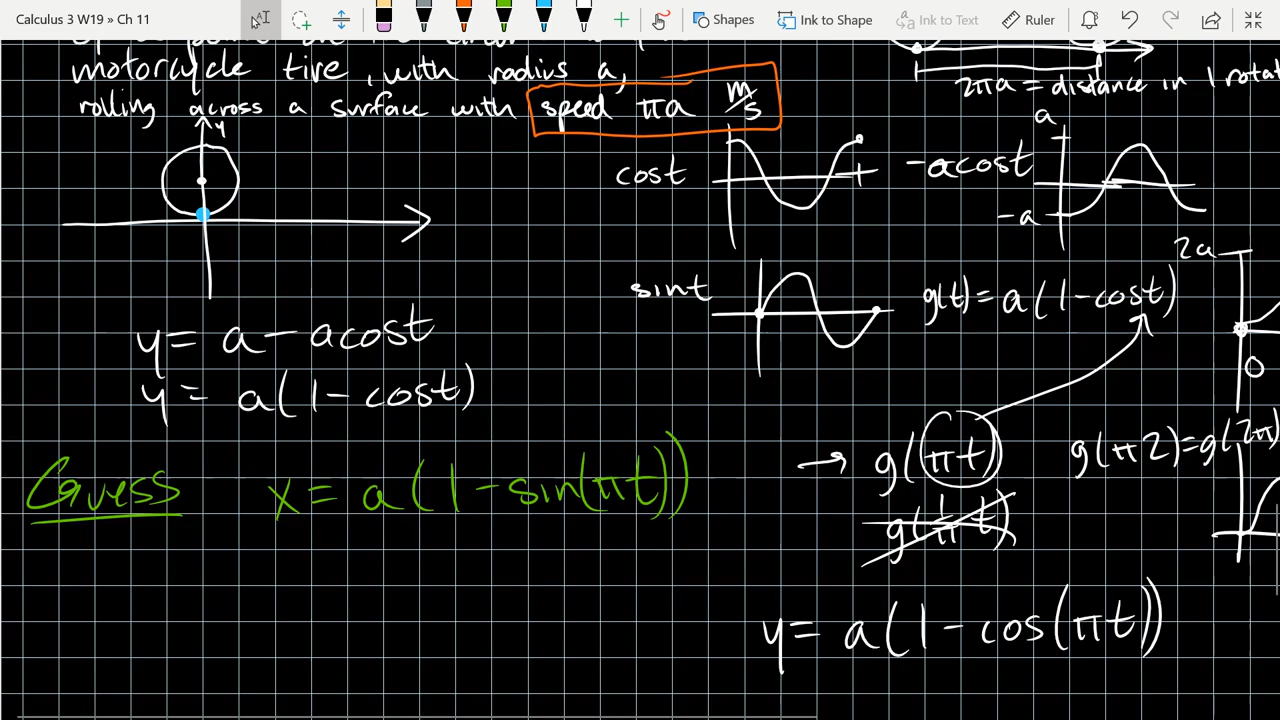 Calculus 3 W19 » Ch 11
Shapes
Ink to Shape
Ink to Text
Ruler
motorcycle tire, with radius a,
rolling across a surface with speed πa m/s
2πa = distance in 1 rotat
y
cost
-acost
a
-a
sint
g(t) = a(1-cost)
2a
0
y = a - acost
y = a(1-cost)
→ g(πt)
g(π2)=g(2π)
Guess x = a(1-sin(πt))
g(1/π t)
y = a(1-cos(πt))